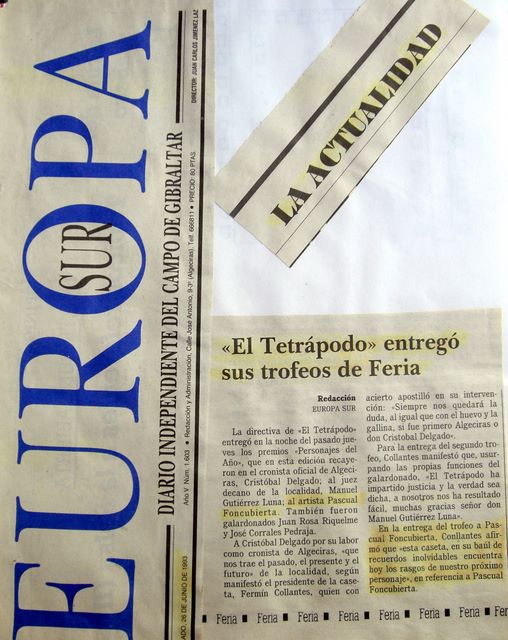 EUROPA
SUR
DIARIO INDEPENDIENTE DEL CAMPO DE GIBRALTAR
DIRECTOR: JUAN CARLOS JIMENEZ LAZ
ADO, 26 DE JUNIO DE 1993
Año V Num. 1.603 ● Redacción y Administración, Calle José Antonio, 9-3º (Algeciras). Telf. 666811 ● PRECIO: 80 PTAS.
LA ACTUALIDAD
«El Tetrápodo» entregó
sus trofeos de Feria
Redacción
EUROPA SUR
La directiva de «El Tetrápodo»
entregó en la noche del pasado jue-
ves los premios «Personajes del
Año», que en esta edición recaye-
ron en el cronista oficial de Algeci-
ras, Cristóbal Delgado; al juez
decano de la localidad, Manuel
Gutiérrez Luna; al artista Pascual
Foncubierta. También fueron
galardonados Juan Rosa Riquelme
y José Corrales Pedraja.
A Cristóbal Delgado por su labor
como cronista de Algeciras, «que
nos trae el pasado, el presente y el
futuro» de la localidad, según
manifestó el presidente de la case-
ta, Fermín Collantes, quien con
acierto apostilló en su interven-
ción: «Siempre nos quedará la
duda, al igual que con el huevo y la
gallina, si fue primero Algeciras o
don Cristobal Delgado».
Para la entrega del segundo tro-
feo, Collantes manifestó que, usur-
pando las propias funciones del
galardonado, «El Tetrápodo ha
impartido justicia y la verdad sea
dicha, a nosotros nos ha resultado
fácil, muchas gracias señor don
Manuel Gutiérrez Luna».
En la entrega del trofeo a Pas-
cual Foncubierta, Conllantes afir-
mó que «esta caseta, en su baúl de
recuerdos inolvidables encuentra
hoy los rasgos de nuestro próximo
personaje», en referencia a Pascual
Foncubierta.
■ Feria ■ Feria ■ Feria ■ Feria ■ Feria ■ Feria ■ Feria